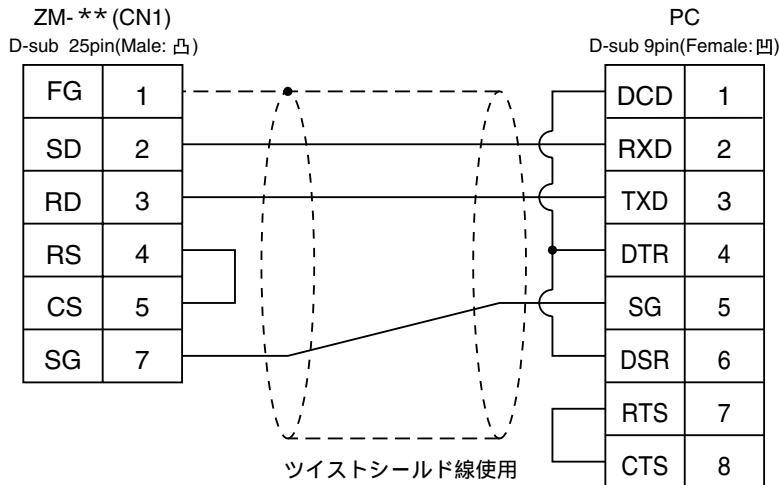 ZM-** (CN1)
D-sub 25pin(Male: 凸)
FG 1
SD 2
RD 3
RS 4
CS 5
SG 7
PC
D-sub 9pin(Female:凹)
DCD 1
RXD 2
TXD 3
DTR 4
SG 5
DSR 6
RTS 7
CTS 8
ツイストシールド線使用